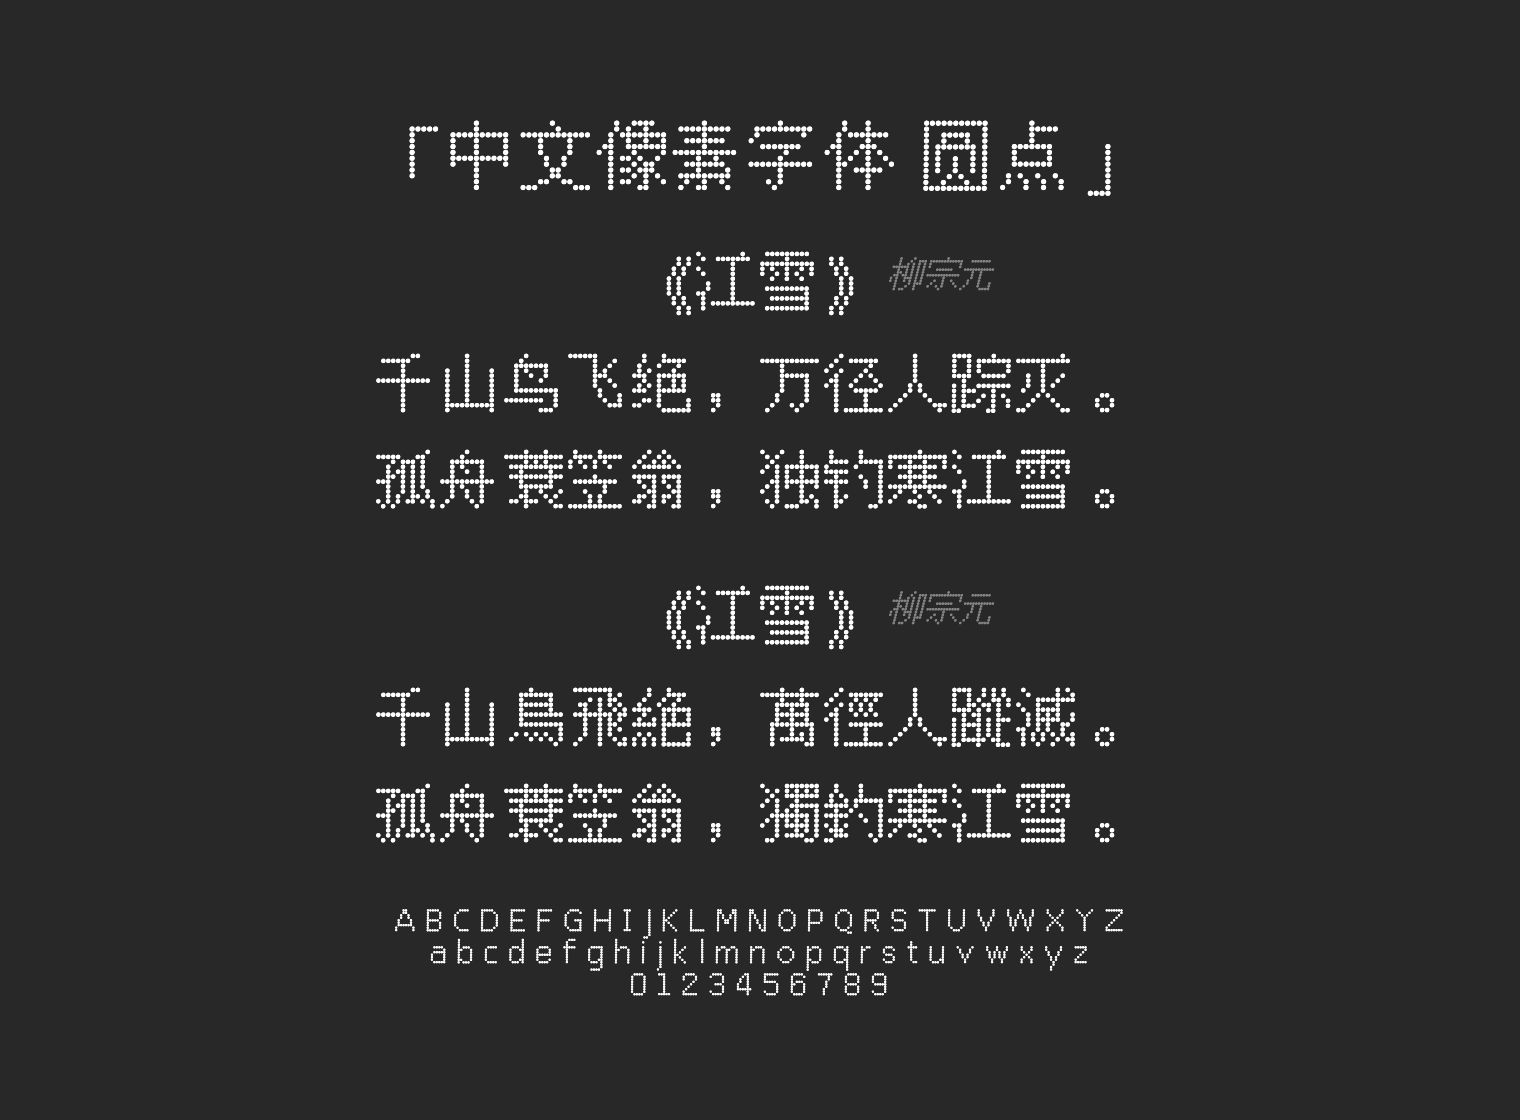 「中文像素字体 圆点」
《江雪》 柳宗元
千山鸟飞绝，万径人踪灭。
孤舟蓑笠翁，独钓寒江雪。
《江雪》 柳宗元
千山鳥飛絶，萬徑人蹤滅。
孤舟蓑笠翁，獨釣寒江雪。
ABCDEFGHIJKLMNOPQRSTUVWXYZ
abcdefghijklmnopqrstuvwxyz
0123456789